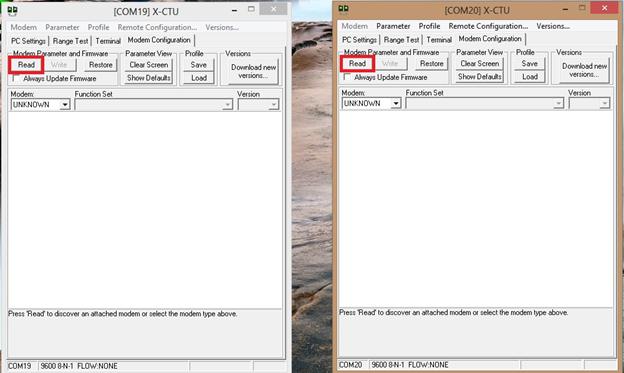 [COM19] X-CTU
Modem Parameter Profile Remote Configuration... Versions...
PC Settings Range Test Terminal Modem Configuration
Modem Parameter and Firmware Parameter View Profile Versions
Read Write Restore Clear Screen Save Download new versions...
Always Update Firmware Show Defaults Load
Modem: Function Set Version
UNKNOWN
Press 'Read' to discover an attached modem or select the modem type above.
COM19 9600 8-N-1 FLOW:NONE
[COM20] X-CTU
Modem Parameter Profile Remote Configuration... Versions...
PC Settings Range Test Terminal Modem Configuration
Modem Parameter and Firmware Parameter View Profile Versions
Read Write Restore Clear Screen Save Download new versions...
Always Update Firmware Show Defaults Load
Modem: Function Set Version
UNKNOWN
Press 'Read' to discover an attached modem or select the modem type above.
COM20 9600 8-N-1 FLOW:NONE